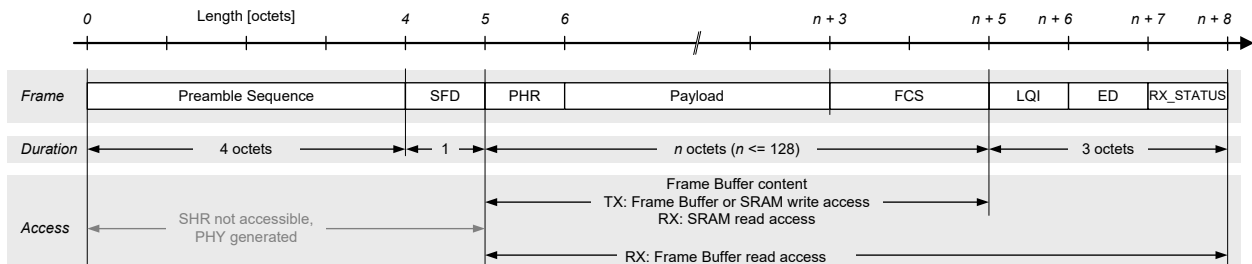 0 Length [octets] 4 5 6 n + 3 n + 5 n + 6 n + 7 n + 8
Frame Preamble Sequence SFD PHR Payload FCS LQI ED RX_STATUS
Duration 4 octets 1 n octets (n <= 128) 3 octets
Frame Buffer content
TX: Frame Buffer or SRAM write access
RX: SRAM read access
Access SHR not accessible,
PHY generated
RX: Frame Buffer read access